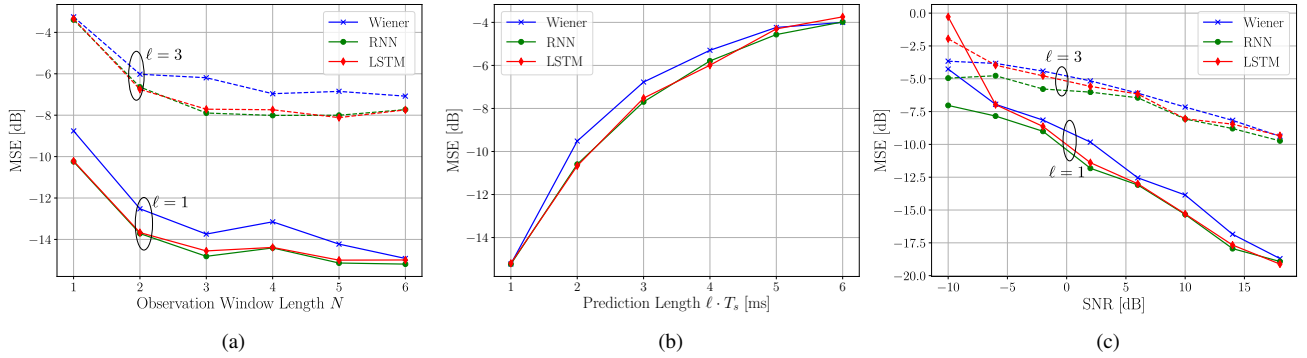 −4
−6
−8
−10
−12
−14
MSE [dB]
1 2 3 4 5 6
Observation Window Length N
Wiener
RNN
LSTM
ℓ = 3
ℓ = 1
(a)
−4
−6
−8
−10
−12
−14
MSE [dB]
1 2 3 4 5 6
Prediction Length ℓ · Tₛ [ms]
Wiener
RNN
LSTM
(b)
0.0
−2.5
−5.0
−7.5
−10.0
−12.5
−15.0
−17.5
−20.0
MSE [dB]
−10 −5 0 5 10 15
SNR [dB]
Wiener
RNN
LSTM
ℓ = 3
ℓ = 1
(c)